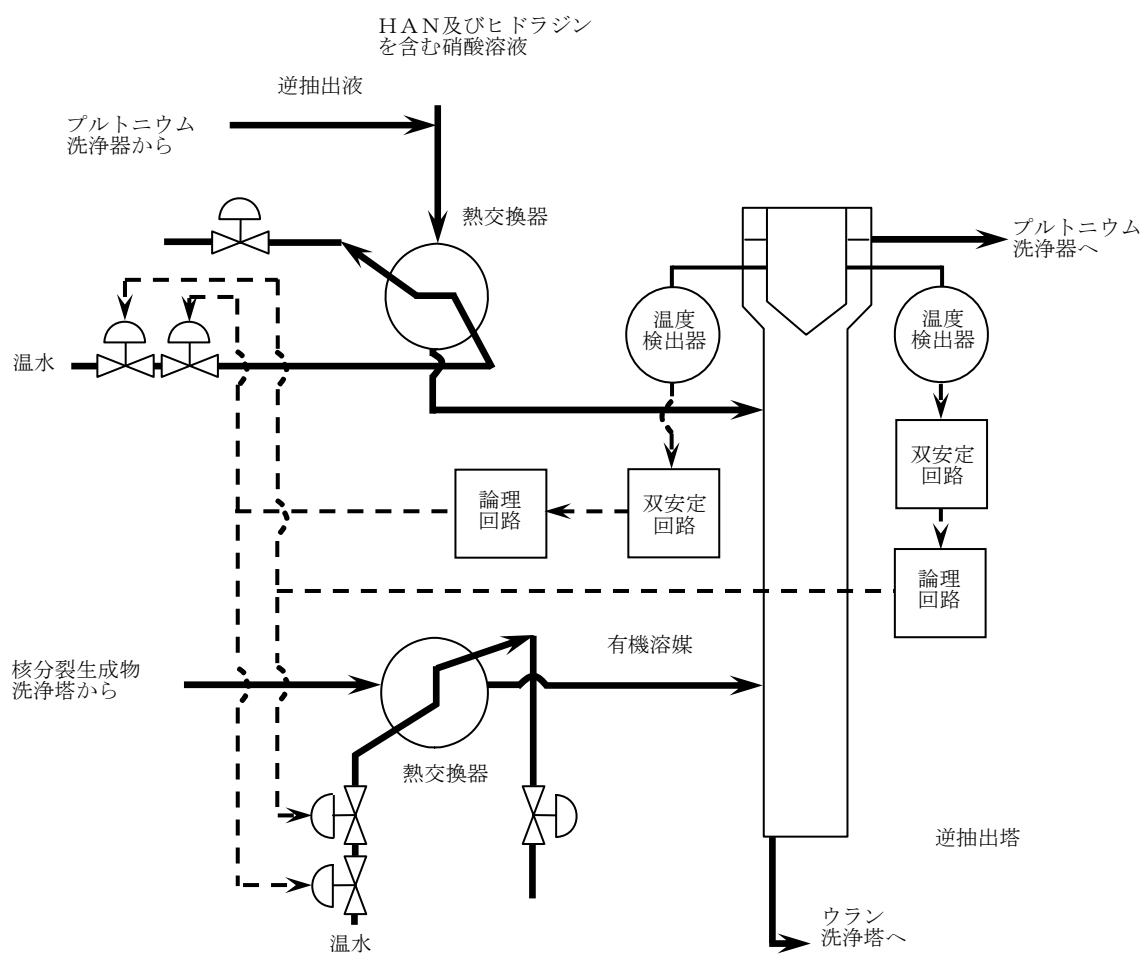 ＨＡＮ及びヒドラジン
を含む硝酸溶液
逆抽出液
プルトニウム
洗浄器から
熱交換器
プルトニウム
洗浄器へ
温度
検出器
温度
検出器
温水
双安定
回路
論理
回路
双安定
回路
論理
回路
有機溶媒
核分裂生成物
洗浄塔から
熱交換器
逆抽出塔
ウラン
洗浄塔へ
温水